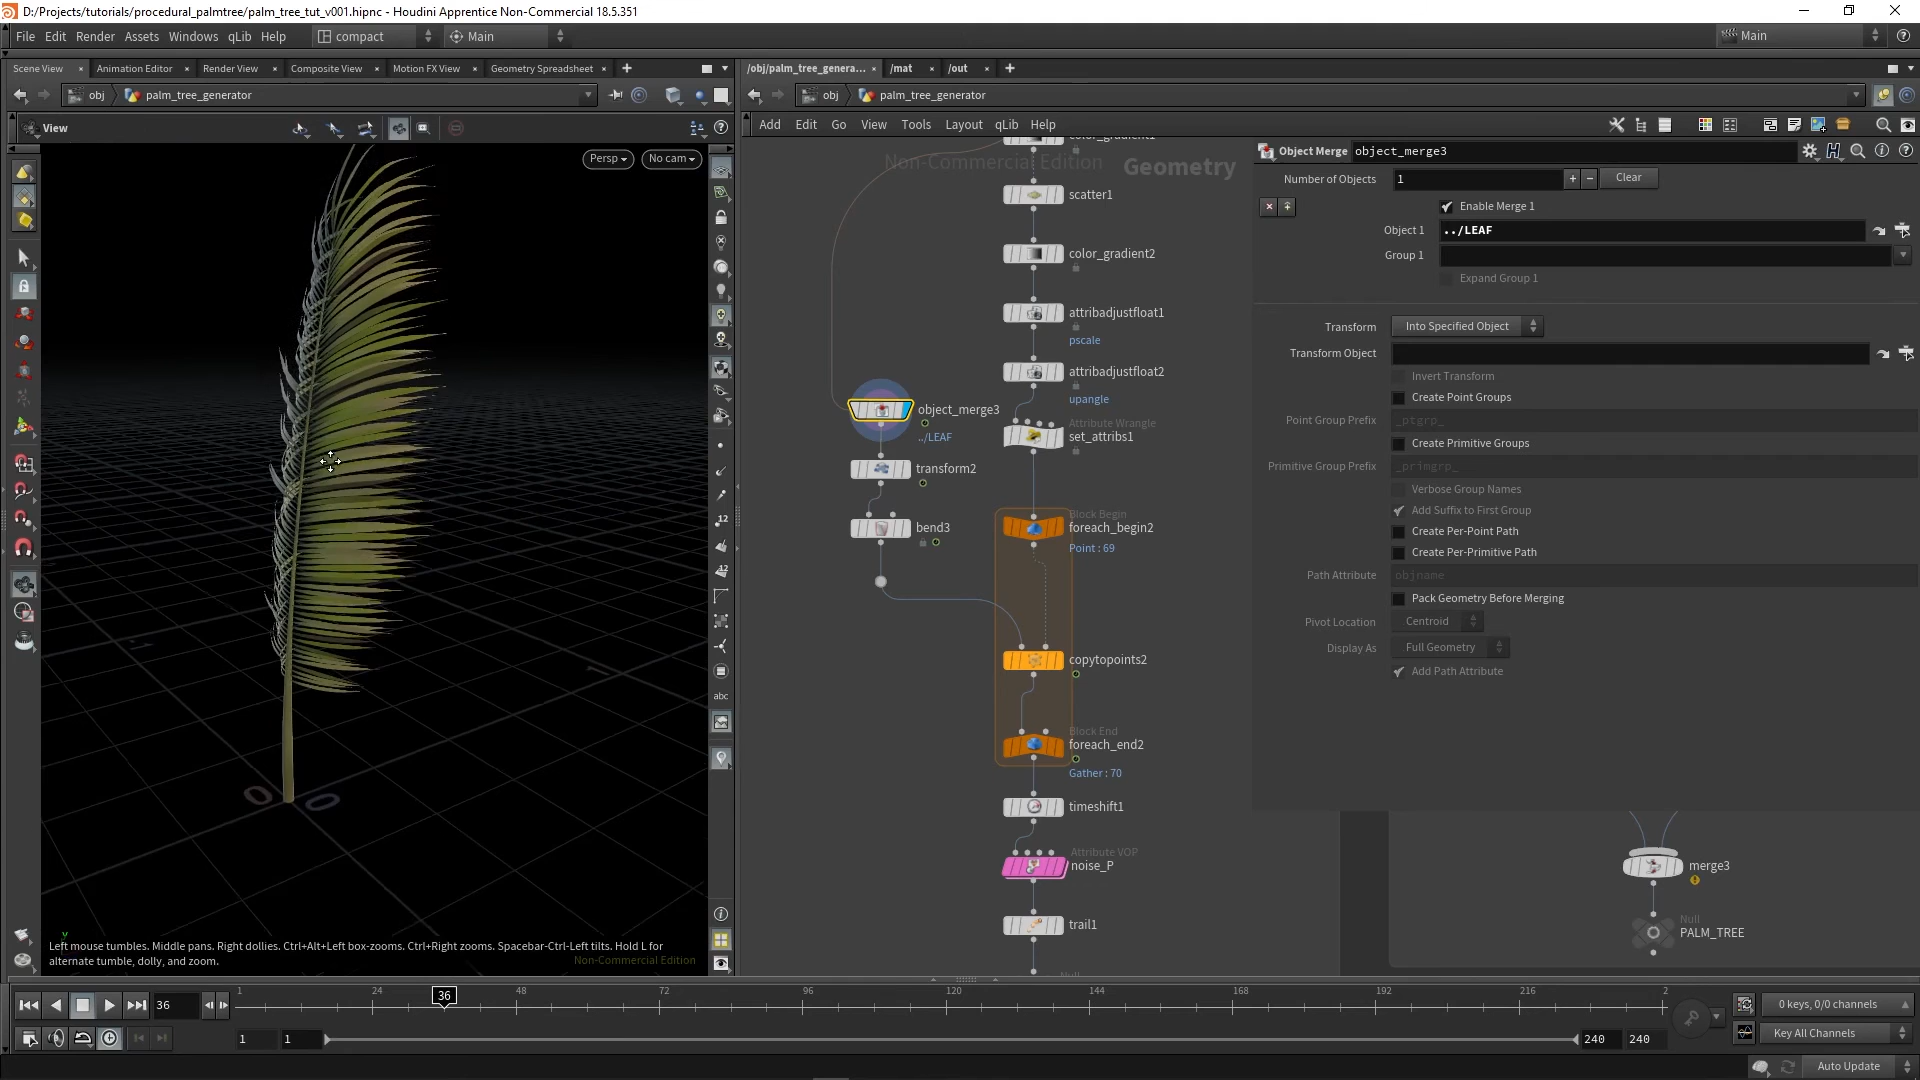 D:/Projects/tutorials/procedural_palmtree/palm_tree_tut_v001.hipnc - Houdini Apprentice Non-Commercial 18.5.351
File Edit Render Assets Windows qLib Help compact Main Main
Scene View Animation Editor Render View Composite View Motion FX View Geometry Spreadsheet
/obj/palm_tree_genera... /mat /out
obj palm_tree_generator
obj palm_tree_generator
View
Add Edit Go View Tools Layout qLib Help
Persp No cam
Non-Commercial Edition Geometry
color_gradient1
scatter1
color_gradient2
attribadjustfloat1
pscale
attribadjustfloat2
upangle
Attribute Wrangle
set_attribs1
object_merge3
../LEAF
transform2
bend3
Block Begin
foreach_begin2
Point : 69
copytopoints2
Block End
foreach_end2
Gather : 70
timeshift1
Attribute VOP
noise_P
trail1
Null
merge3
Null
PALM_TREE
Object Merge object_merge3
Number of Objects 1 + - Clear
Enable Merge 1
Object 1 ../LEAF
Group 1
Expand Group 1
Transform Into Specified Object
Transform Object
Invert Transform
Create Point Groups
Point Group Prefix _ptgrp_
Create Primitive Groups
Primitive Group Prefix _primgrp_
Verbose Group Names
Add Suffix to First Group
Create Per-Point Path
Create Per-Primitive Path
Path Attribute objname
Pack Geometry Before Merging
Pivot Location Centroid
Display As Full Geometry
Add Path Attribute
12
12
abc
0 0
1
1
y
Left mouse tumbles. Middle pans. Right dollies. Ctrl+Alt+Left box-zooms. Ctrl+Right zooms. Spacebar-Ctrl-Left tilts. Hold L for
alternate tumble, dolly, and zoom.
Non-Commercial Edition
36
1 24 36 48 72 96 120 144 168 192 216 2
0 keys, 0/0 channels
1 1 240 240
Key All Channels
Auto Update